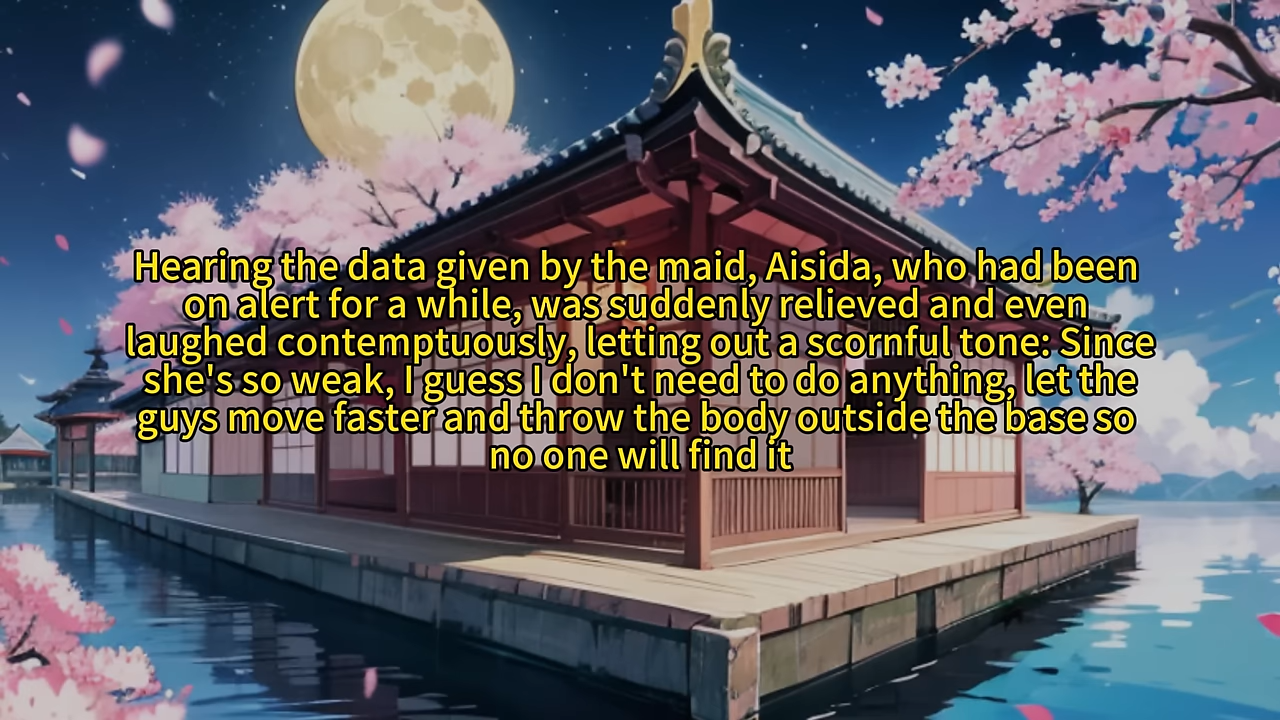 Hearing the data given by the maid, Aisida, who had been
on alert for a while, was suddenly relieved and even
laughed contemptuously, letting out a scornful tone: Since
she's so weak, I guess I don't need to do anything, let the
guys move faster and throw the body outside the base so
no one will find it